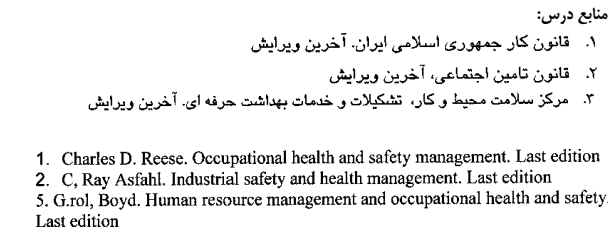 منابع درس:
۱. قانون کار جمهوری اسلامی ایران. آخرین ویرایش
۲. قانون تامین اجتماعی، آخرین ویرایش
۳. مرکز سلامت محیط و کار، تشکیلات و خدمات بهداشت حرفه ای. آخرین ویرایش
1. Charles D. Reese. Occupational health and safety management. Last edition
2. C, Ray Asfahl. Industrial safety and health management. Last edition
5. G.rol, Boyd. Human resource management and occupational health and safety.
Last edition